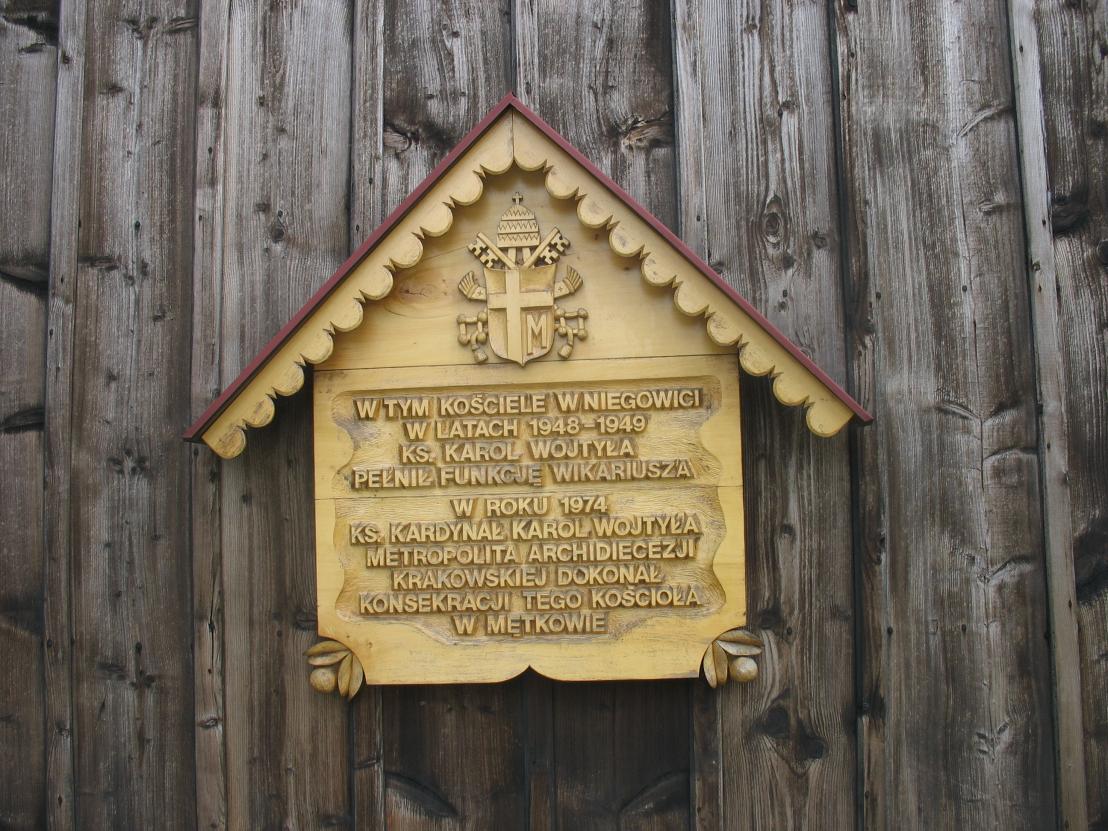 M
W TYM KOŚCIELE W NIEGOWICI
W LATACH 1948-1949
KS. KAROL WOJTYŁA
PEŁNIŁ FUNKCJĘ WIKARIUSZA
W ROKU 1974
KS. KARDYNAŁ KAROL WOJTYŁA
METROPOLITA ARCHIDIECEZJI
KRAKOWSKIEJ DOKONAŁ
KONSEKRACJI TEGO KOŚCIOŁA
W MĘTKOWIE